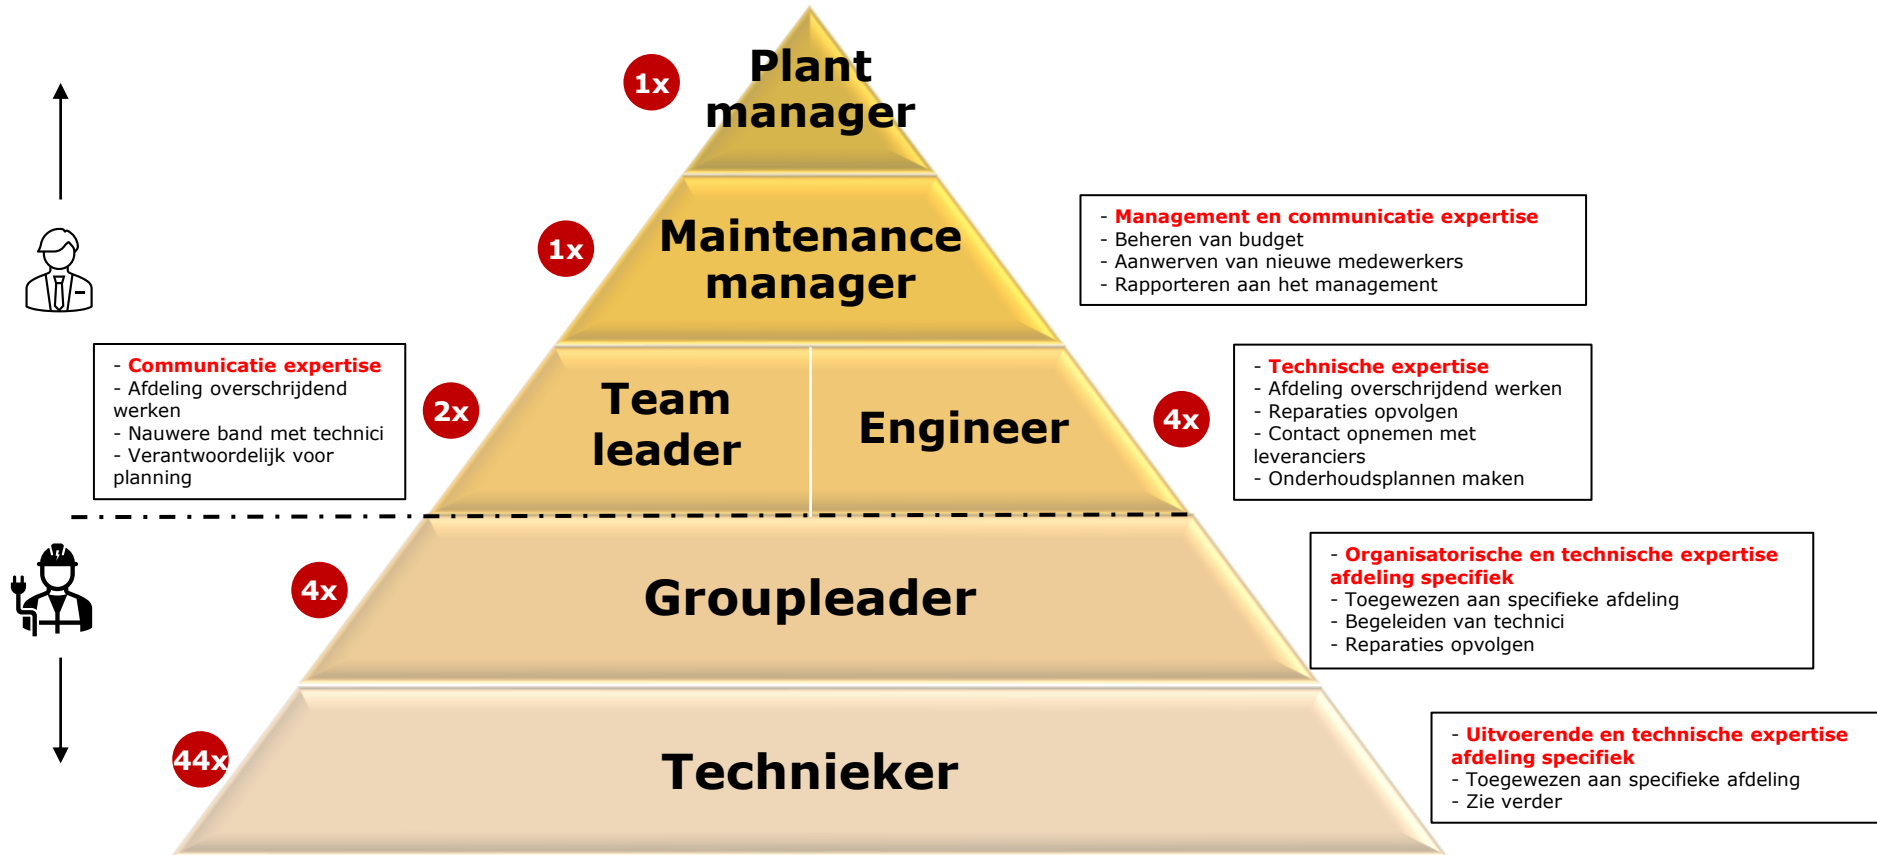 1x
Plant
manager
1x
Maintenance
manager
- Management en communicatie expertise
- Beheren van budget
- Aanwerven van nieuwe medewerkers
- Rapporteren aan het management
- Communicatie expertise
- Afdeling overschrijdend
werken
- Nauwere band met technici
- Verantwoordelijk voor
planning
2x
Team
leader
Engineer
4x
- Technische expertise
- Afdeling overschrijdend werken
- Reparaties opvolgen
- Contact opnemen met
leveranciers
- Onderhoudsplannen maken
4x
Groupleader
- Organisatorische en technische expertise
afdeling specifiek
- Toegewezen aan specifieke afdeling
- Begeleiden van technici
- Reparaties opvolgen
44x
Technieker
- Uitvoerende en technische expertise
afdeling specifiek
- Toegewezen aan specifieke afdeling
- Zie verder